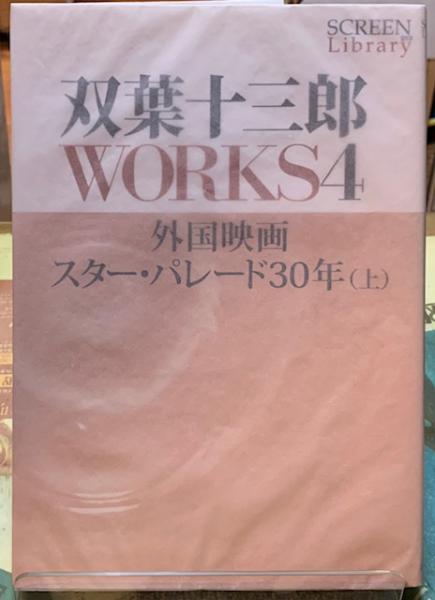 SCREEN
Library
双葉十三郎
WORKS4
外国映画
スター・パレード30年(上)